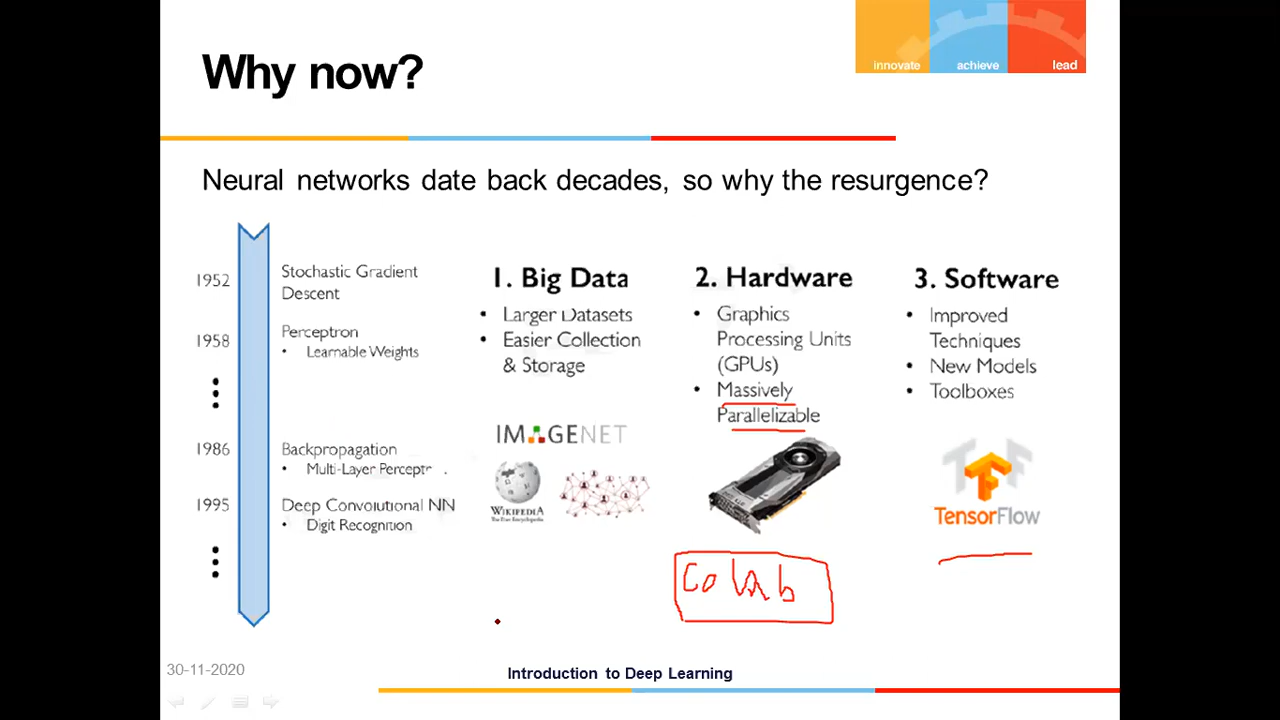 innovate achieve lead
Why now?
Neural networks date back decades, so why the resurgence?
1952 Stochastic Gradient
Descent
1958 Perceptron
• Learnable Weights
1986 Backpropagation
• Multi-Layer Perceptr
1995 Deep Convolutional NN
• Digit Recognition
1. Big Data
• Larger Datasets
• Easier Collection
& Storage
IMAGENET
WIKIPEDIA
The Free Encyclopedia
2. Hardware
• Graphics
Processing Units
(GPUs)
• Massively
Parallelizable
Colab
3. Software
• Improved
Techniques
• New Models
• Toolboxes
TensorFlow
30-11-2020
Introduction to Deep Learning